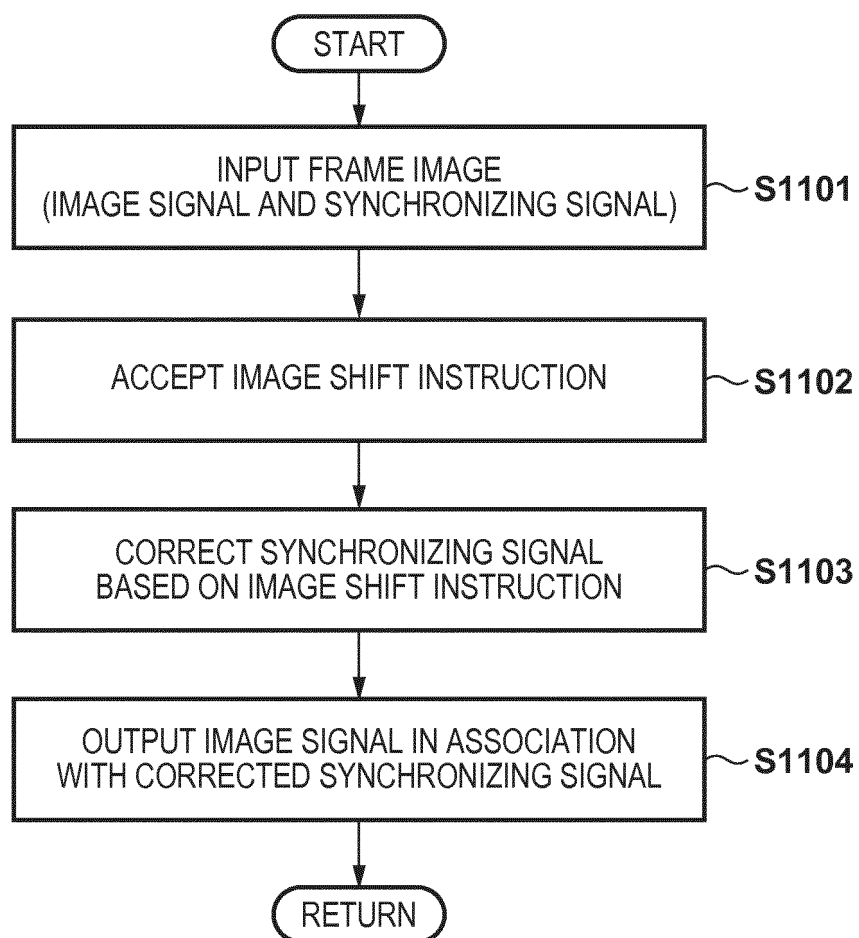 START
INPUT FRAME IMAGE
(IMAGE SIGNAL AND SYNCHRONIZING SIGNAL)
S1101
ACCEPT IMAGE SHIFT INSTRUCTION
S1102
CORRECT SYNCHRONIZING SIGNAL
BASED ON IMAGE SHIFT INSTRUCTION
S1103
OUTPUT IMAGE SIGNAL IN ASSOCIATION
WITH CORRECTED SYNCHRONIZING SIGNAL
S1104
RETURN